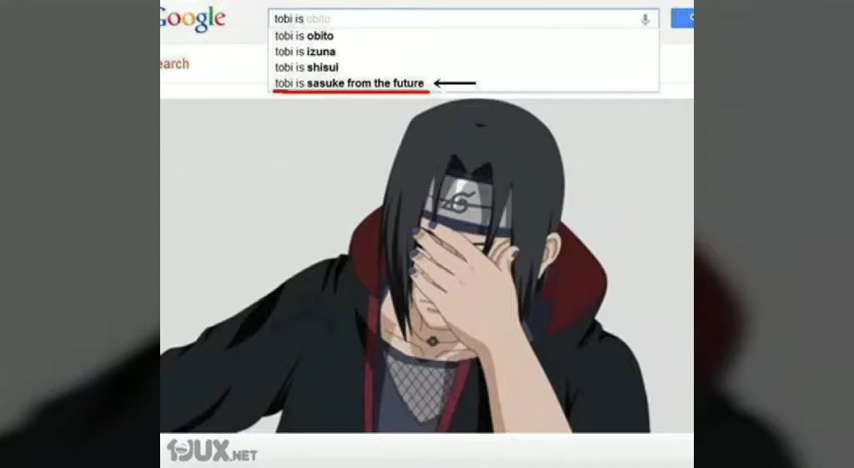 Google
tobi is obito
tobi is obito
tobi is izuna
tobi is shisui
tobi is sasuke from the future
earch
UX.NET